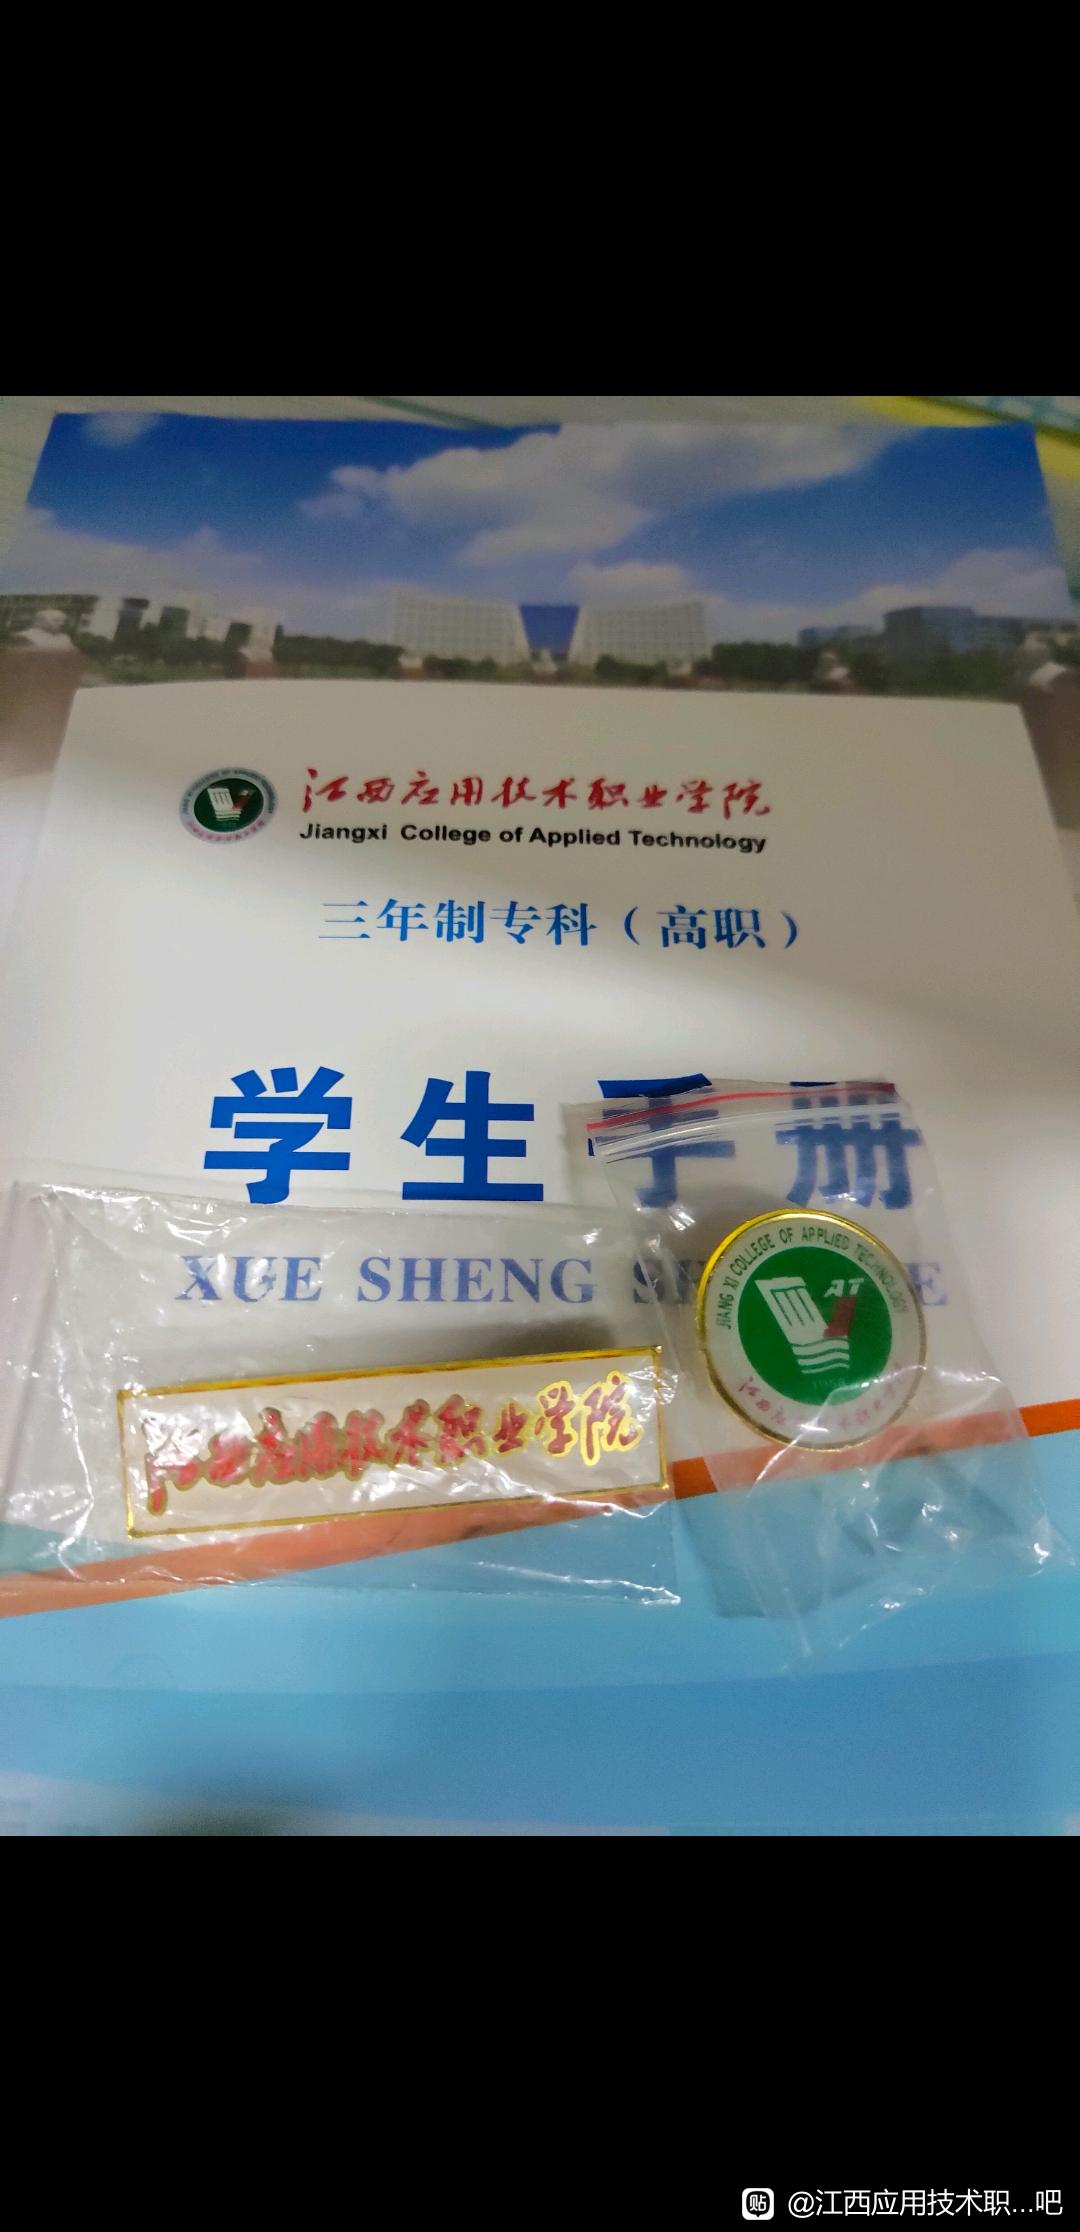 江西应用技术职业学院
Jiangxi College of Applied Technology
三年制专科（高职）
学生手册
XUE SHENG
JIANG XI COLLEGE OF APPLIED TECHNOLOGY
AT
1958
江西应用技术职业学院
@江西应用技术职...吧